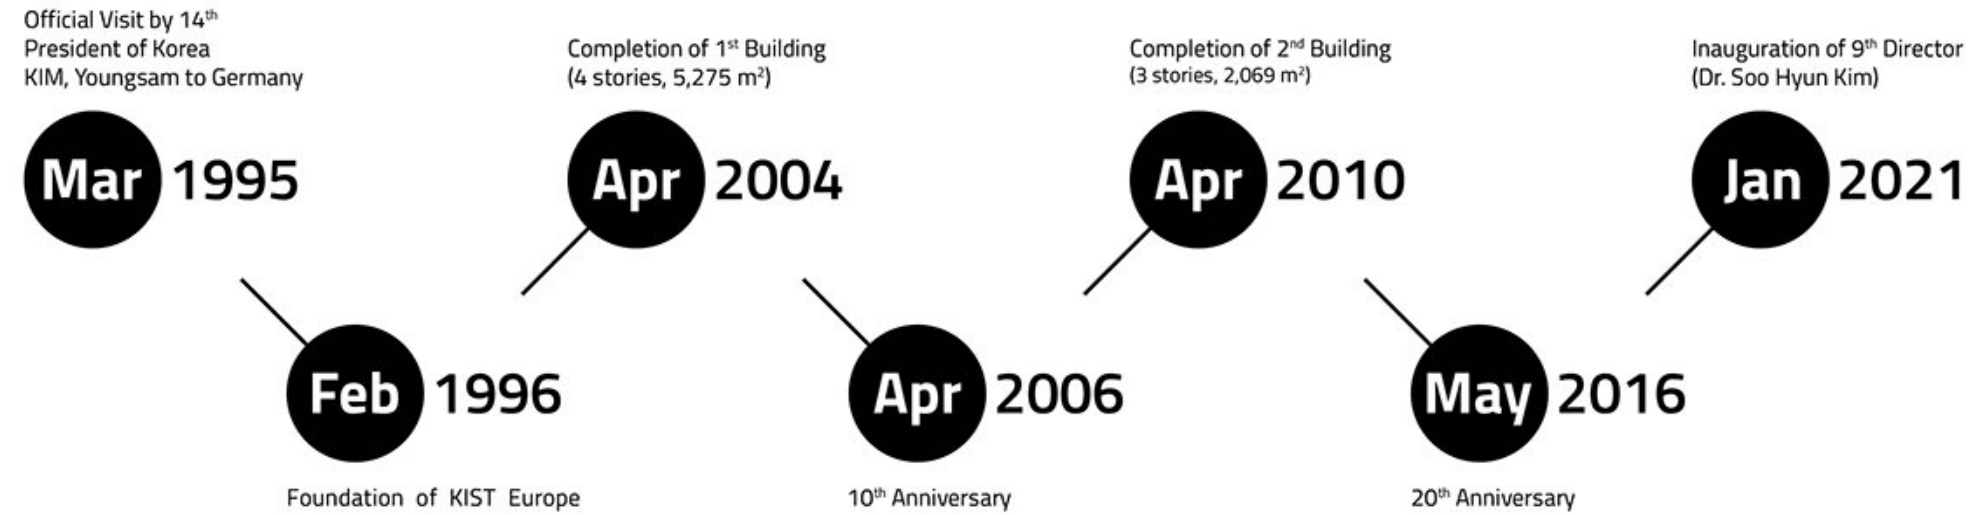 Official Visit by 14th
President of Korea
KIM, Youngsam to Germany
Mar 1995
Feb 1996
Foundation of KIST Europe
Completion of 1st Building
(4 stories, 5,275 m²)
Apr 2004
Apr 2006
10th Anniversary
Completion of 2nd Building
(3 stories, 2,069 m²)
Apr 2010
May 2016
20th Anniversary
Inauguration of 9th Director
(Dr. Soo Hyun Kim)
Jan 2021